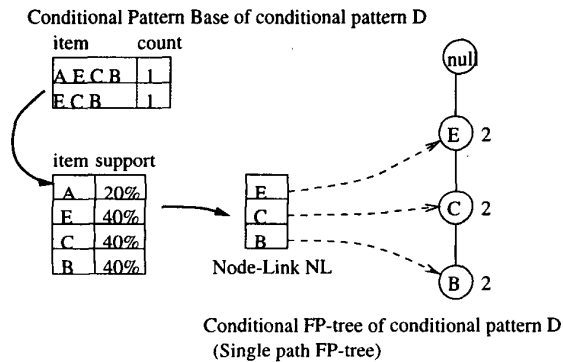 Conditional Pattern Base of conditional pattern D
item count
A E C B 1
E C B 1
null
E 2
item support
A 20%
E 40%
C 40%
B 40%
E
C
B
C 2
Node-Link NL
B 2
Conditional FP-tree of conditional pattern D
(Single path FP-tree)